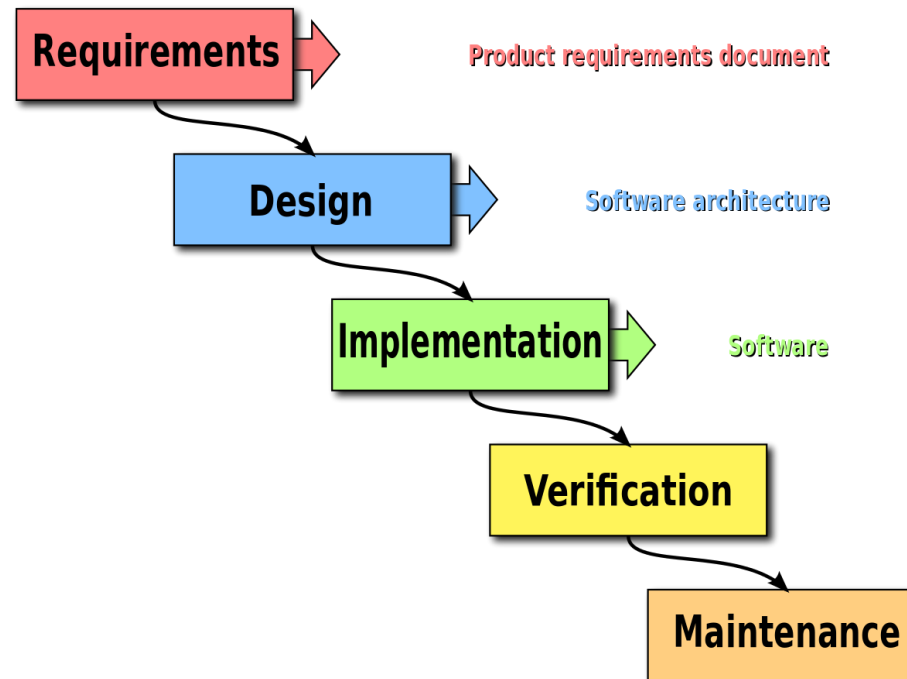 Requirements
Product requirements document
Design
Software architecture
Implementation
Software
Verification
Maintenance